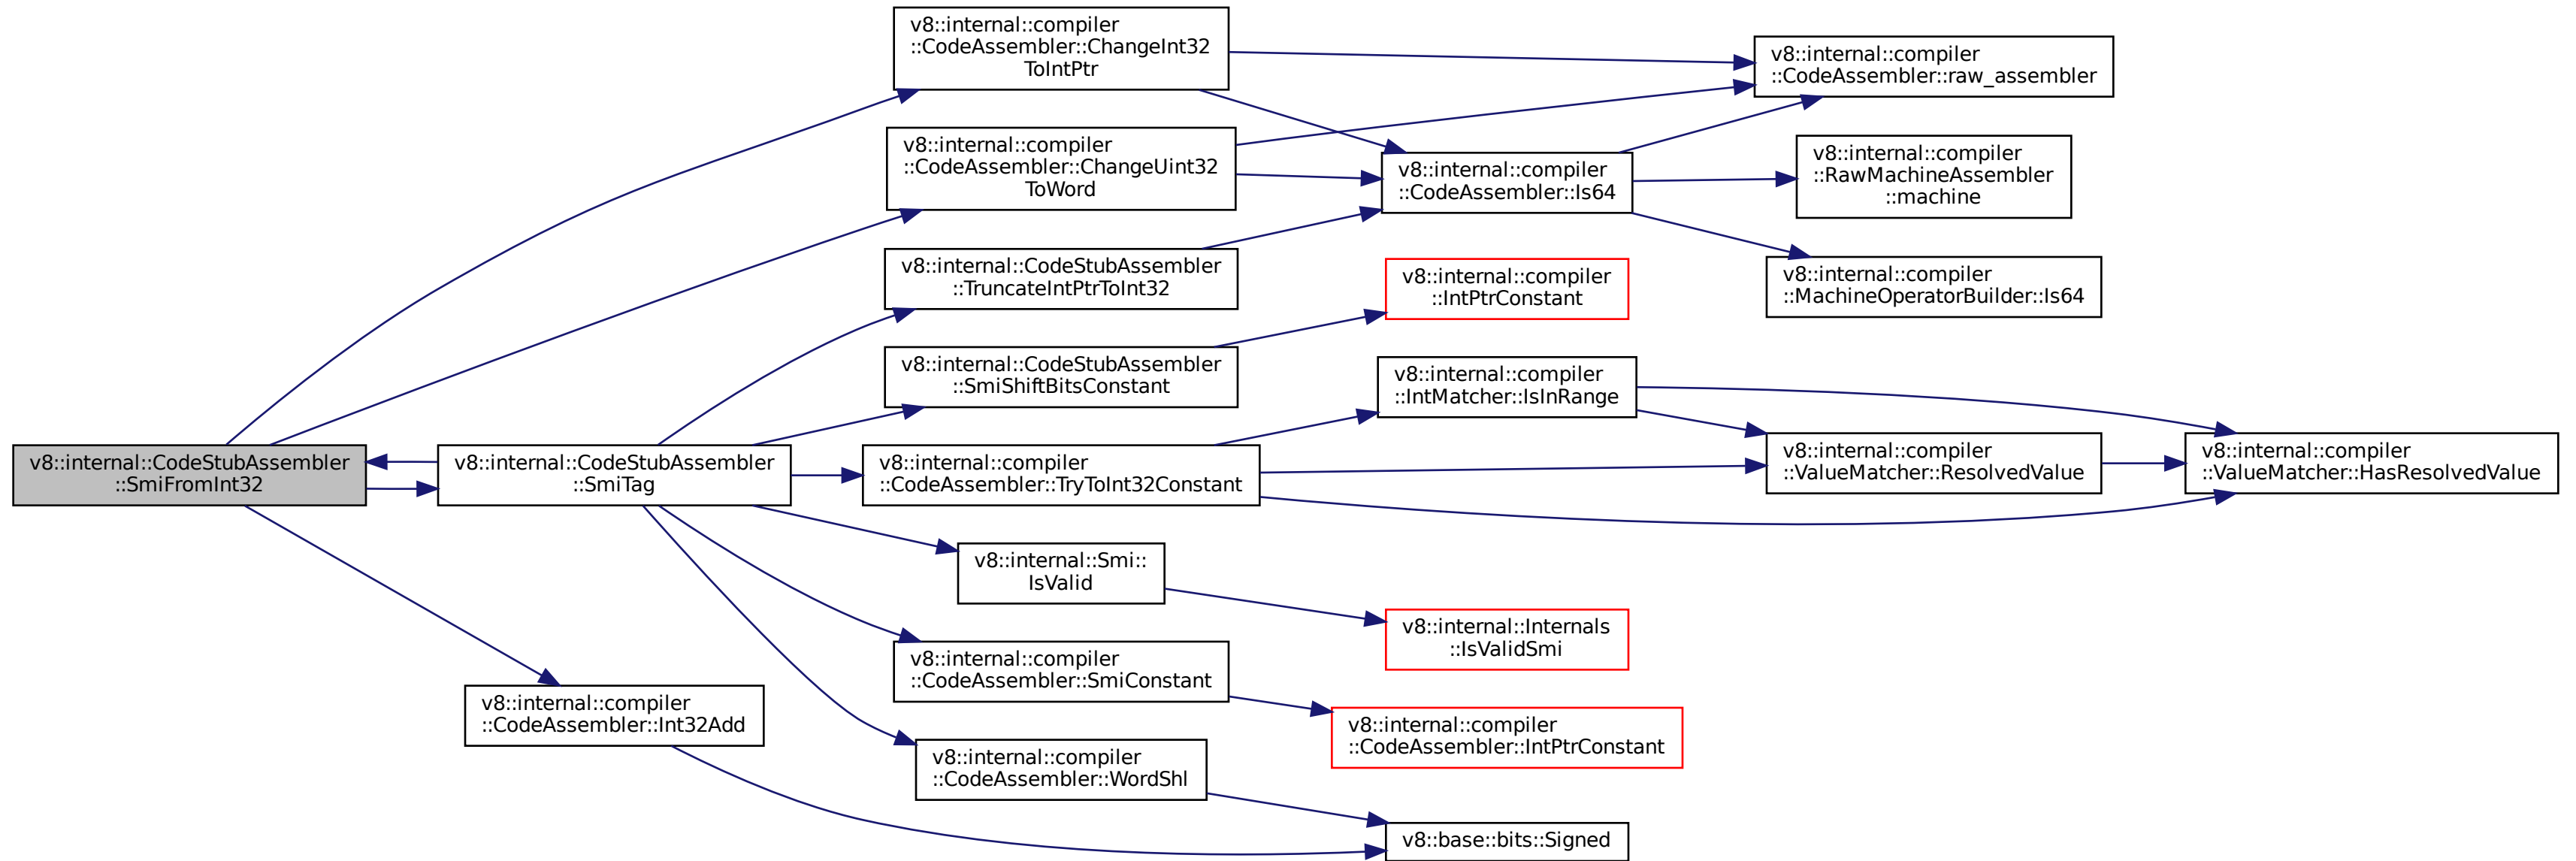 v8::internal::CodeStubAssembler
::SmiFromInt32
v8::internal::CodeStubAssembler
::SmiTag
v8::internal::compiler
::CodeAssembler::Int32Add
v8::internal::compiler
::CodeAssembler::ChangeInt32
ToIntPtr
v8::internal::compiler
::CodeAssembler::ChangeUint32
ToWord
v8::internal::CodeStubAssembler
::TruncateIntPtrToInt32
v8::internal::CodeStubAssembler
::SmiShiftBitsConstant
v8::internal::compiler
::CodeAssembler::TryToInt32Constant
v8::internal::Smi::
IsValid
v8::internal::compiler
::CodeAssembler::SmiConstant
v8::internal::compiler
::CodeAssembler::WordShl
v8::internal::compiler
::CodeAssembler::Is64
v8::internal::compiler
::IntPtrConstant
v8::internal::compiler
::IntMatcher::IsInRange
v8::internal::Internals
::IsValidSmi
v8::internal::compiler
::CodeAssembler::IntPtrConstant
v8::base::bits::Signed
v8::internal::compiler
::CodeAssembler::raw_assembler
v8::internal::compiler
::RawMachineAssembler
::machine
v8::internal::compiler
::MachineOperatorBuilder::Is64
v8::internal::compiler
::ValueMatcher::ResolvedValue
v8::internal::compiler
::ValueMatcher::HasResolvedValue